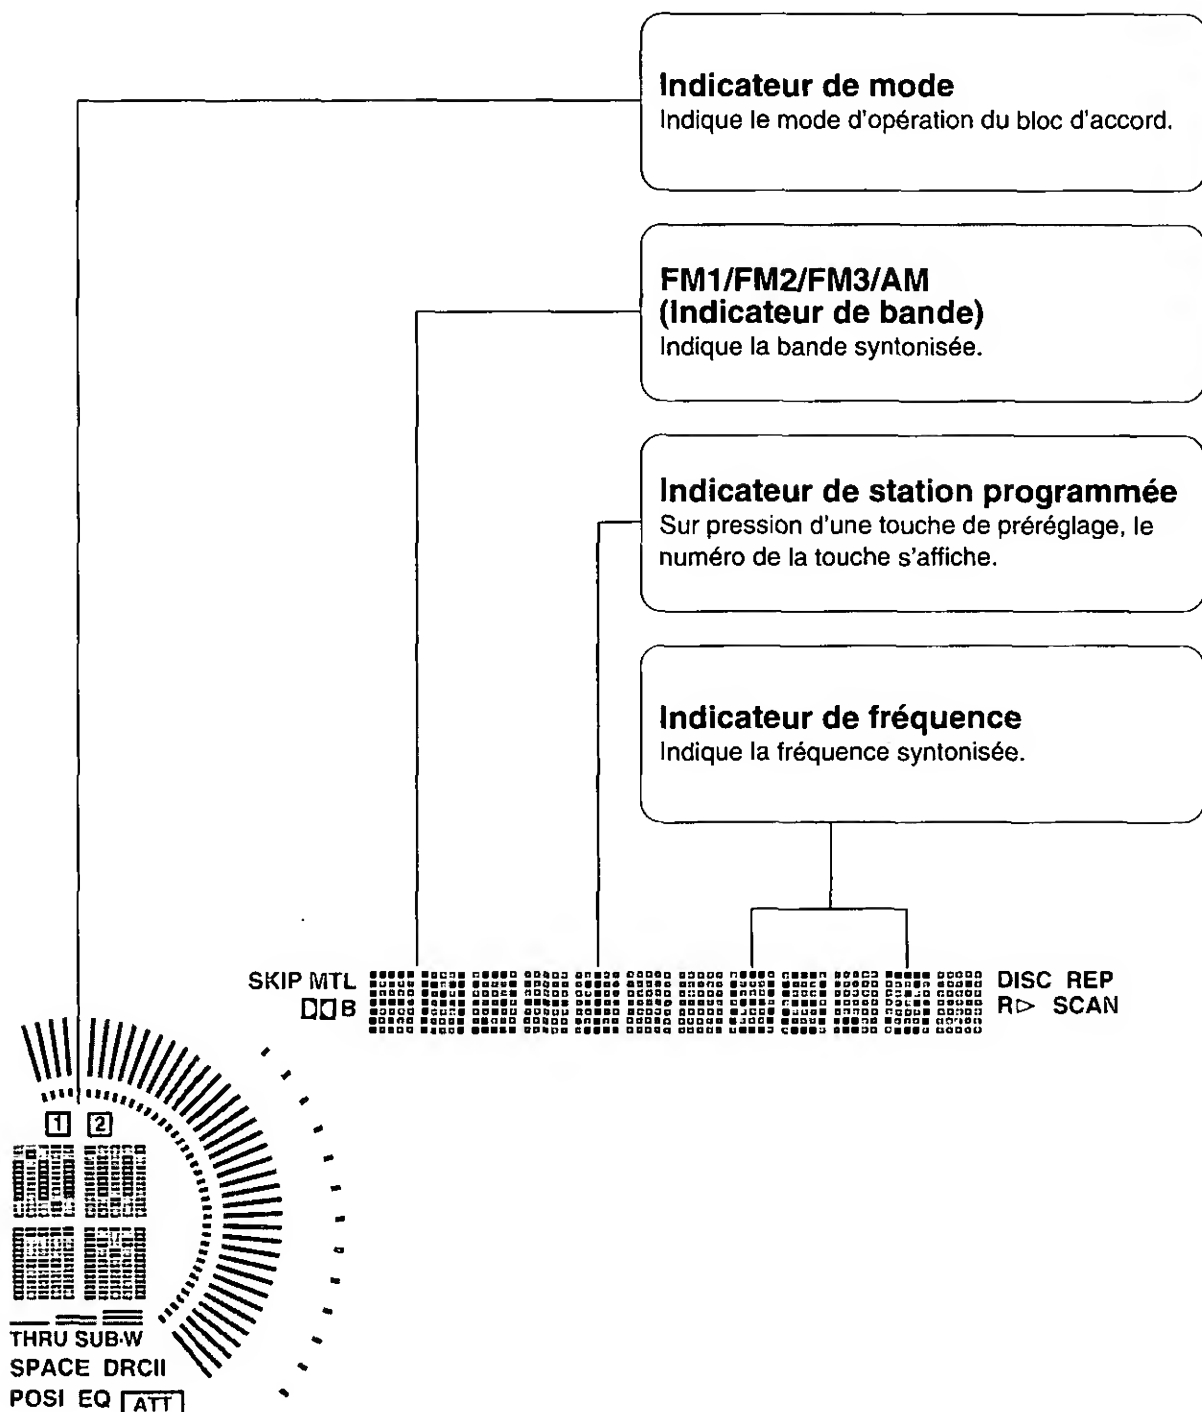 Indicateur de mode
Indique le mode d'opération du bloc d'accord.
FM1/FM2/FM3/AM
(Indicateur de bande)
Indique la bande syntonisée.
Indicateur de station programmée
Sur pression d'une touche de préréglage, le
numéro de la touche s'affiche.
Indicateur de fréquence
Indique la fréquence syntonisée.
SKIP MTL
B
DISC REP
R▷ SCAN
1 2
THRU SUB-W
SPACE DRCII
POSI EQ ATT